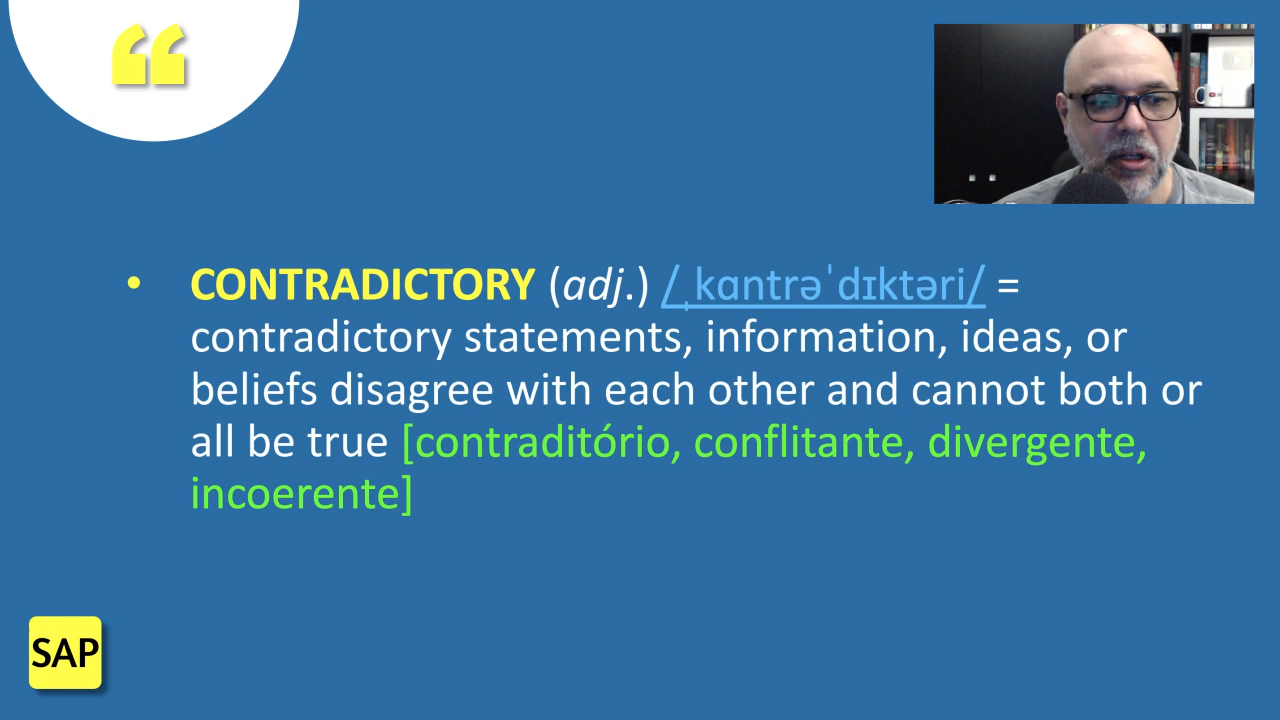 “
• CONTRADICTORY (adj.) /ˌkɑntrəˈdɪktəri/ =
contradictory statements, information, ideas, or
beliefs disagree with each other and cannot both or
all be true [contraditório, conflitante, divergente,
incoerente]
SAP